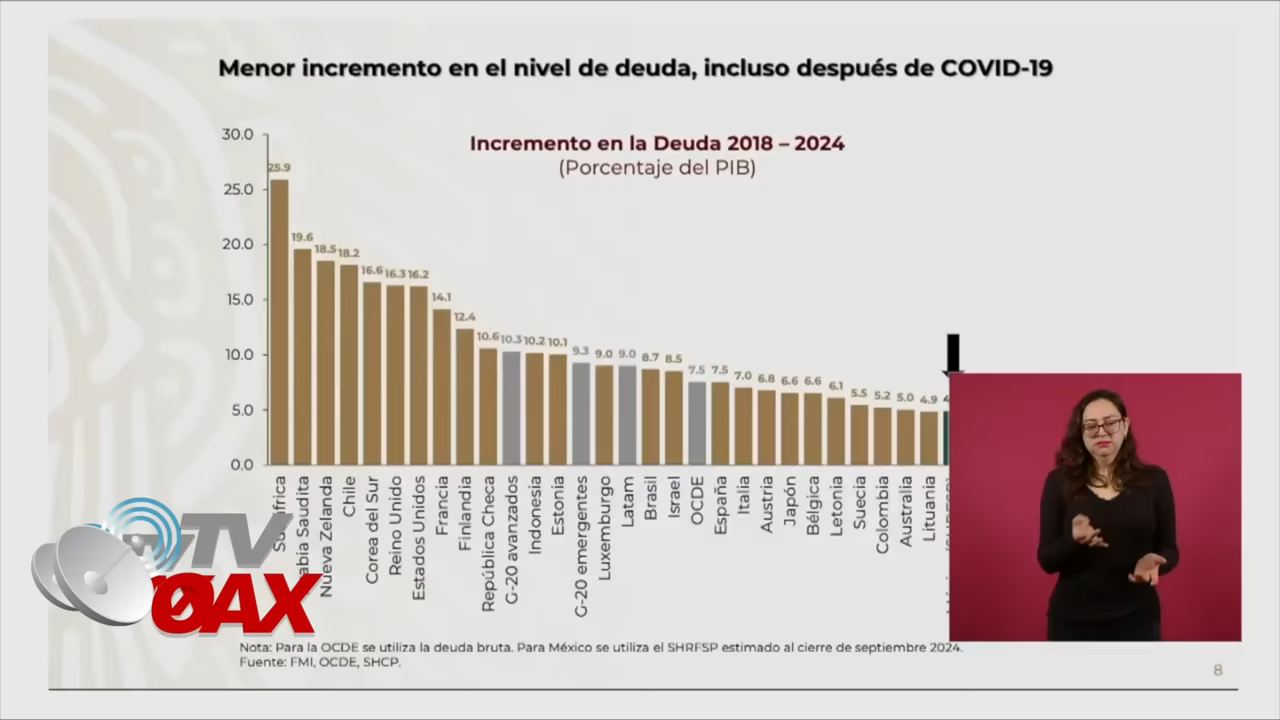 Menor incremento en el nivel de deuda, incluso después de COVID-19
Incremento en la Deuda 2018 – 2024
(Porcentaje del PIB)
30.0
25.0
20.0
15.0
10.0
5.0
0.0
25.9
19.6
18.5
18.2
16.6
16.3
16.2
14.1
12.4
10.6
10.3
10.2
10.1
9.3
9.0
9.0
8.7
8.5
7.5
7.5
7.0
6.8
6.6
6.6
6.1
5.5
5.2
5.0
4.9
Nueva Zelanda
Chile
Corea del Sur
Reino Unido
Estados Unidos
Francia
Finlandia
República Checa
G-20 avanzados
Indonesia
Estonia
G-20 emergentes
Luxemburgo
Latam
Brasil
Israel
OCDE
España
Italia
Austria
Japón
Bélgica
Letonia
Suecia
Colombia
Australia
Lituania
TV
OAX
Nota: Para la OCDE se utiliza la deuda bruta. Para México se utiliza el SHRFSP estimado al cierre de septiembre 2024.
Fuente: FMI, OCDE, SHCP.
8